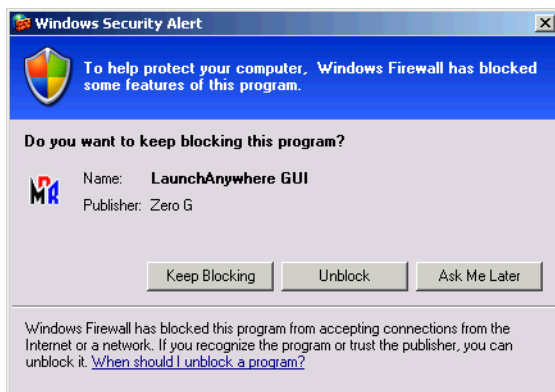 Windows Security Alert
To help protect your computer, Windows Firewall has blocked
some features of this program.
Do you want to keep blocking this program?
Name: LaunchAnywhere GUI
Publisher: Zero G
Keep Blocking Unblock Ask Me Later
Windows Firewall has blocked this program from accepting connections from the
Internet or a network. If you recognize the program or trust the publisher, you can
unblock it. When should I unblock a program?